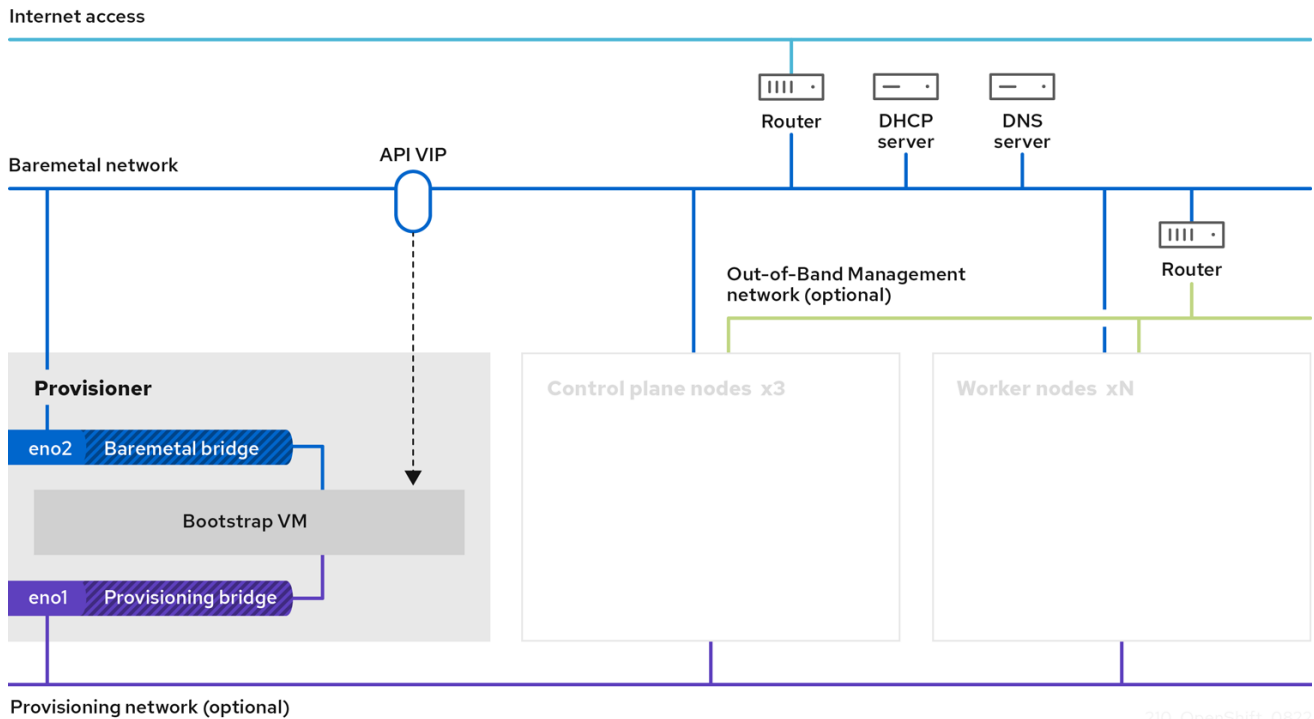 Internet access
Router
DHCP
server
DNS
server
API VIP
Baremetal network
Router
Out-of-Band Management
network (optional)
Provisioner
Control plane nodes x3
Worker nodes xN
eno2
Baremetal bridge
Bootstrap VM
eno1
Provisioning bridge
Provisioning network (optional)